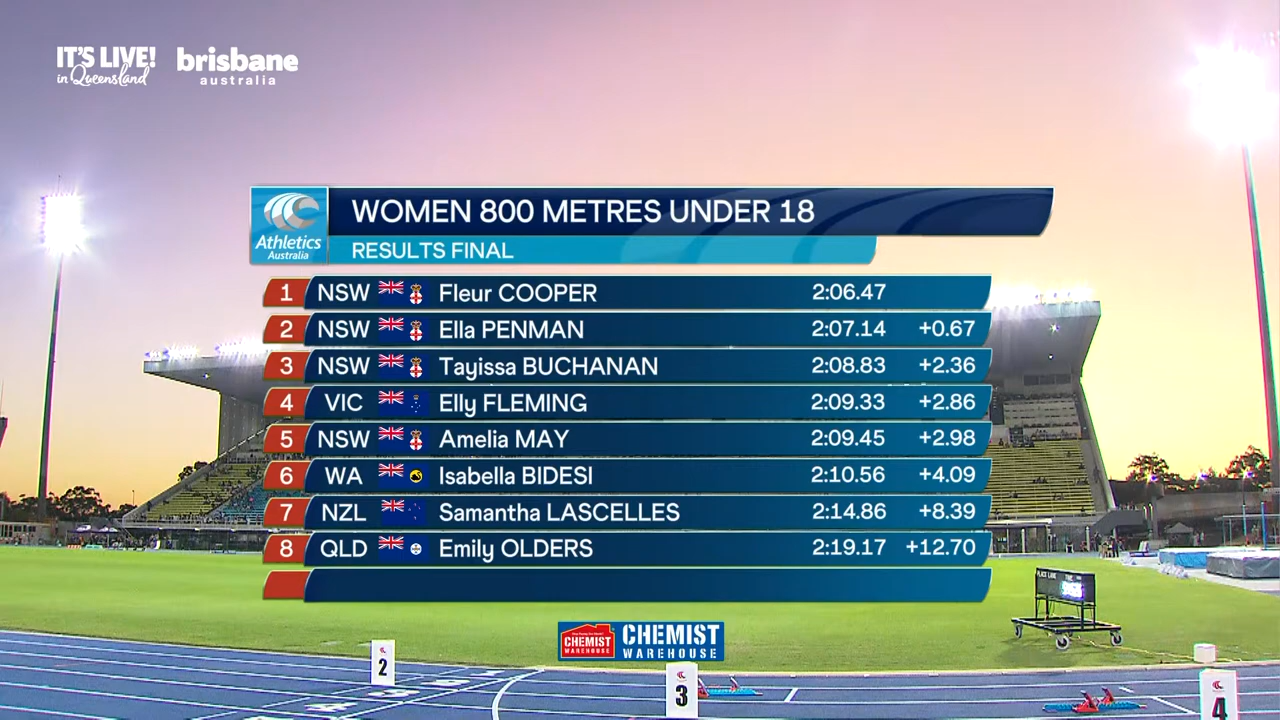 IT'S LIVE! brisbane
in Queensland australia
WOMEN 800 METRES UNDER 18
Athletics
Australia
RESULTS FINAL
1 NSW Fleur COOPER 2:06.47
2 NSW Ella PENMAN 2:07.14 +0.67
3 NSW Tayissa BUCHANAN 2:08.83 +2.36
4 VIC Elly FLEMING 2:09.33 +2.86
5 NSW Amelia MAY 2:09.45 +2.98
6 WA Isabella BIDESI 2:10.56 +4.09
7 NZL Samantha LASCELLES 2:14.86 +8.39
8 QLD Emily OLDERS 2:19.17 +12.70
PLACE LANE
CHEMIST WAREHOUSE
CHEMIST
WAREHOUSE
2
3
4